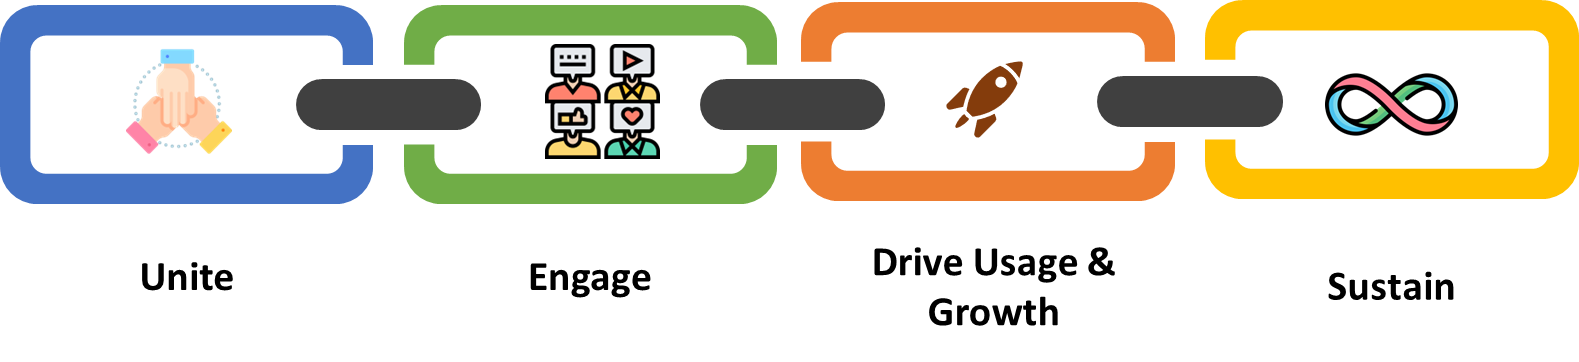 Unite
Engage
Drive Usage &
Growth
Sustain